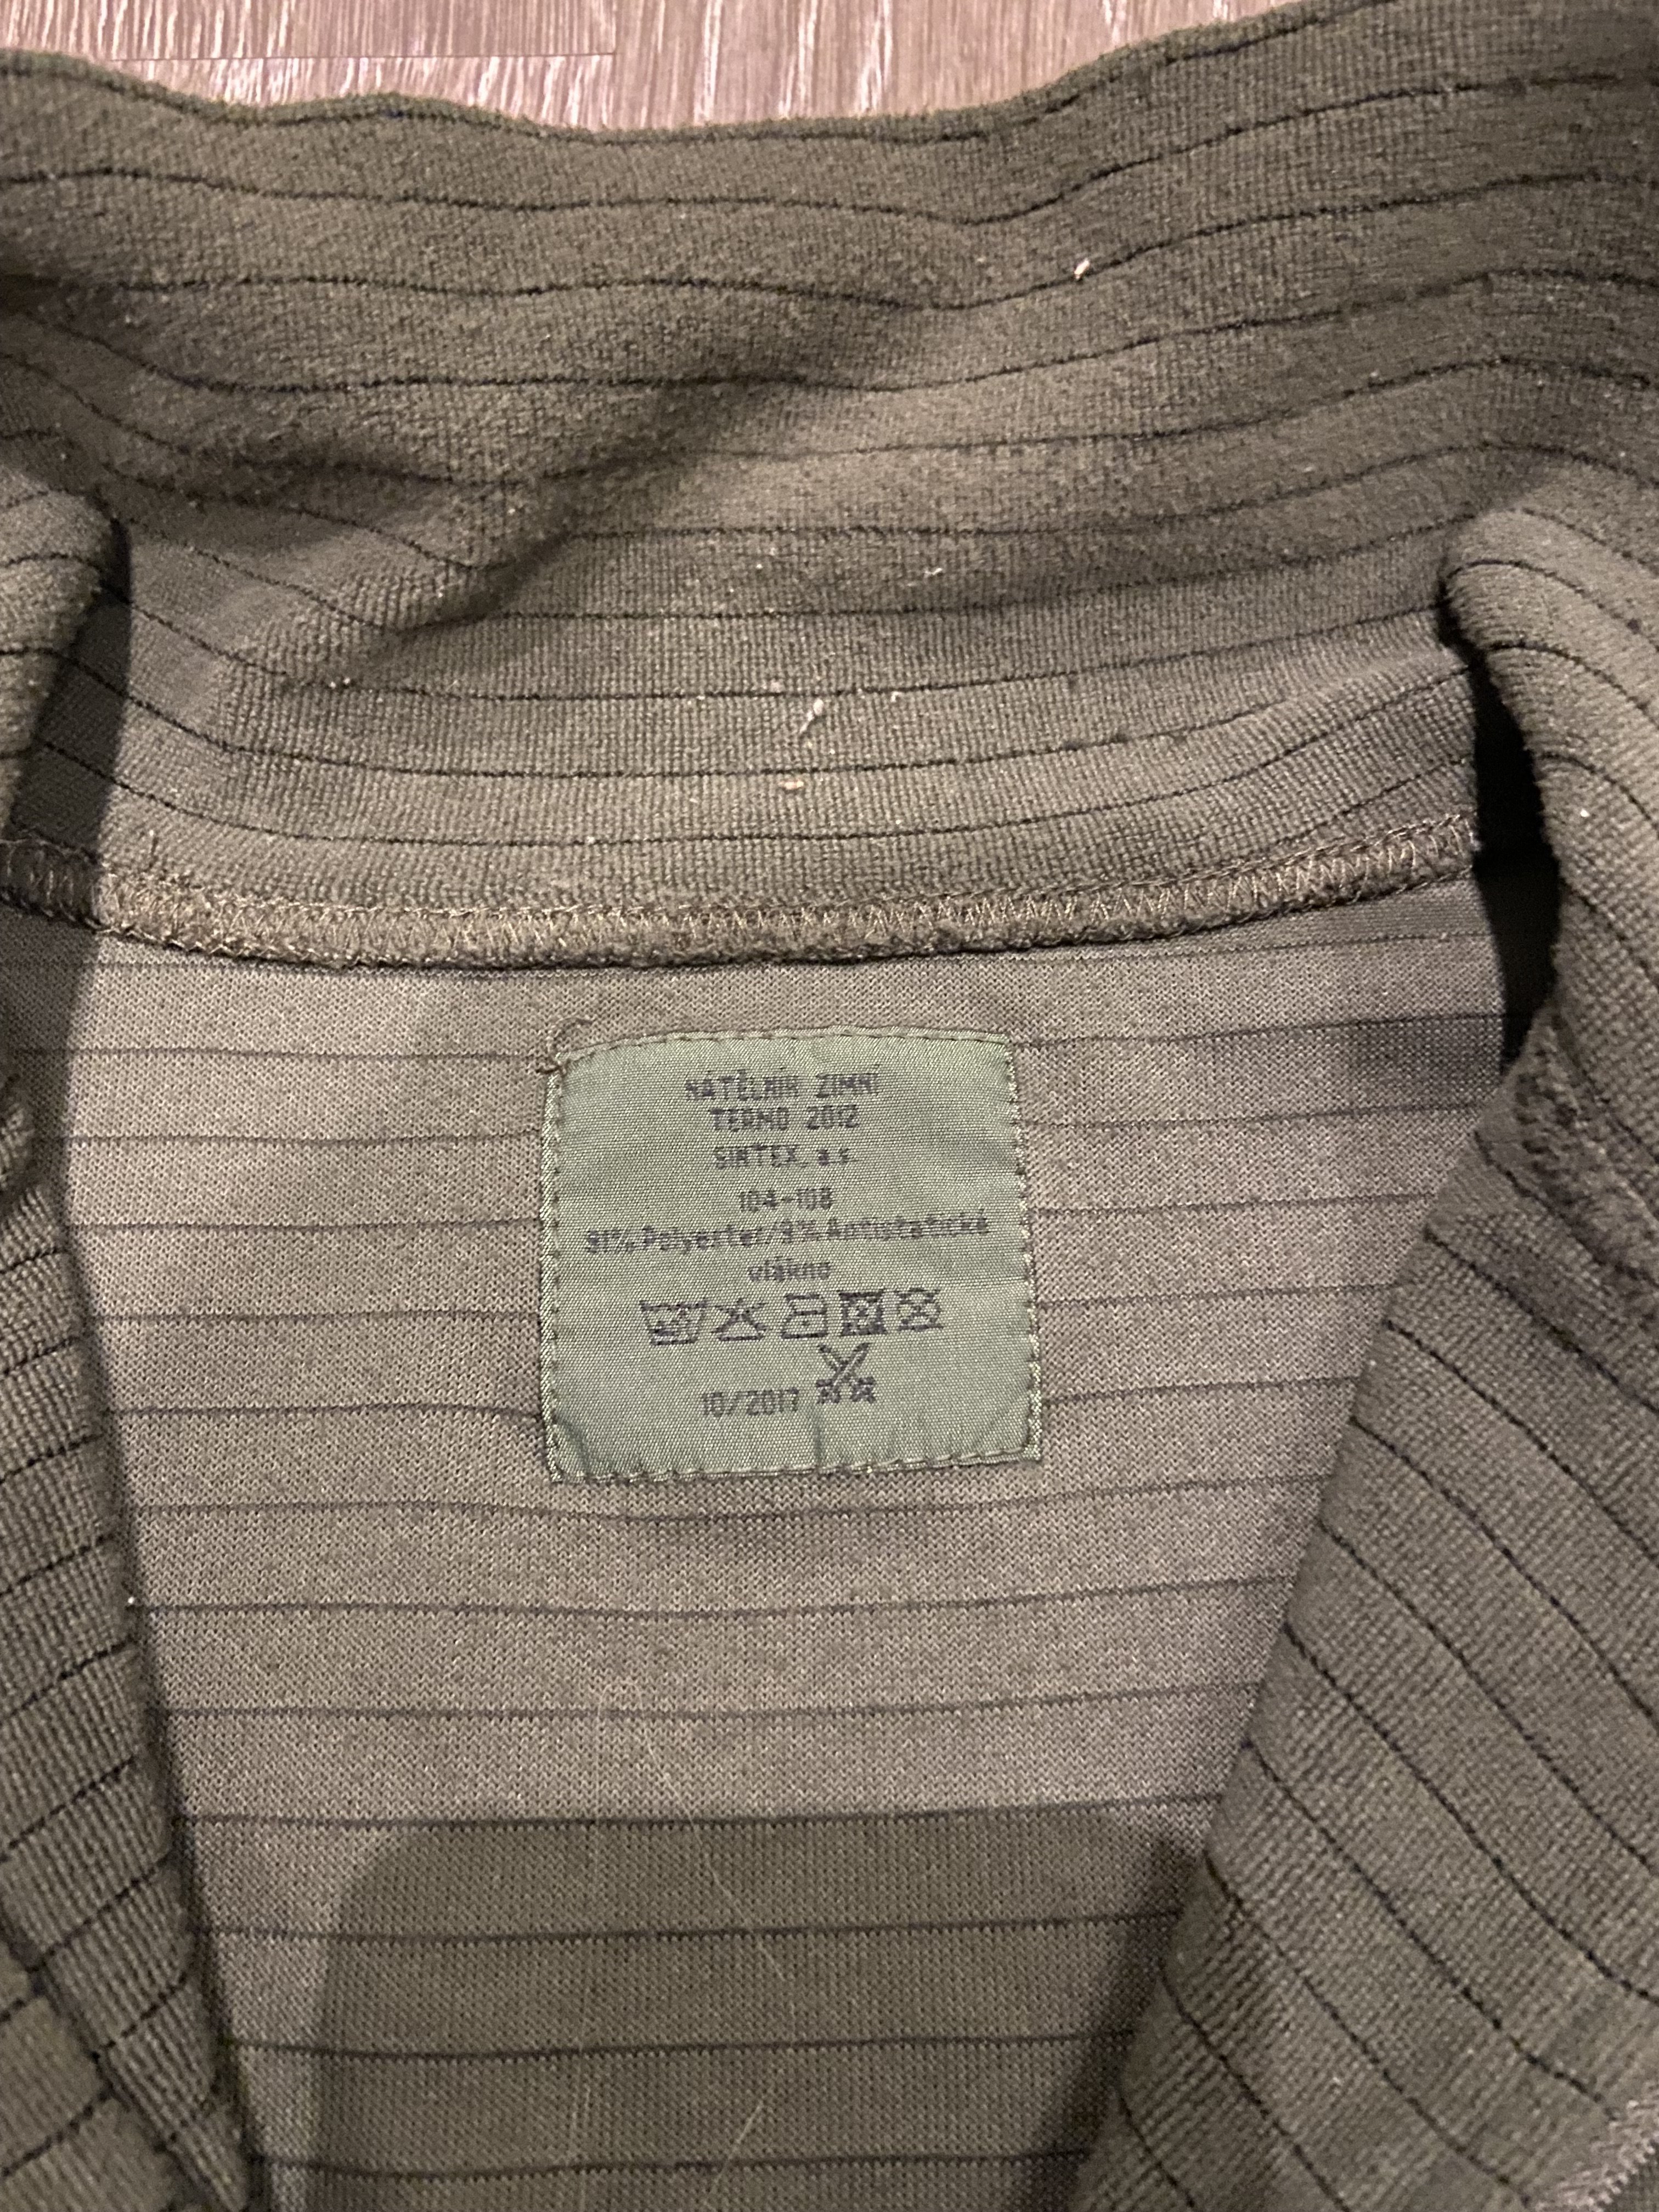 NÁTĚLNÍK ZIMNÍ
TERMO 2012
SINTEX, a.s.
104-108
91% Polyester/9% Antistatické
vlákno
10/2017